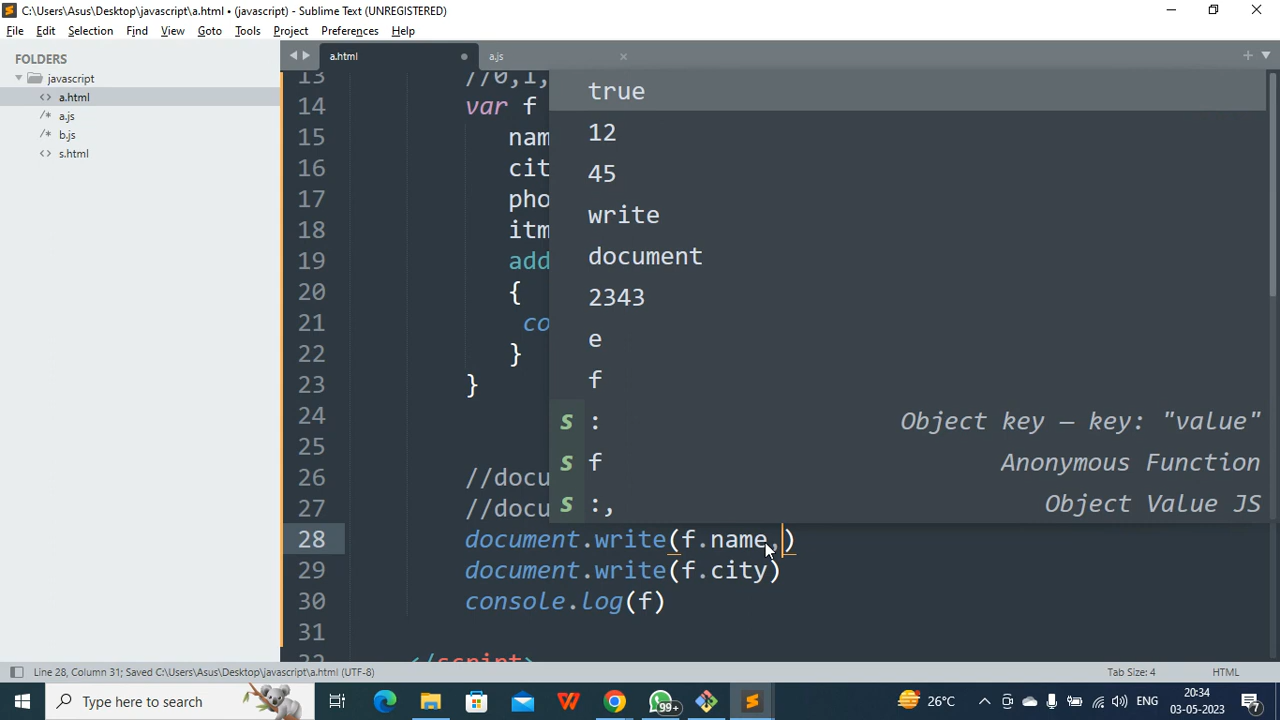 C:\Users\Asus\Desktop\javascript\a.html • (javascript) - Sublime Text (UNREGISTERED)
File Edit Selection Find View Goto Tools Project Preferences Help
FOLDERS
javascript
<> a.html
/* a.js
/* b.js
<> s.html
a.html
a.js
13 //0,1,
14 var f
15 nam
16 cit
17 pho
18 itm
19 add
20 {
21 co
22 }
23 }
24
25
26 //docu
27 //docu
28 document.write(f.name,)
29 document.write(f.city)
30 console.log(f)
31
32 </script>
true
12
45
write
document
2343
e
f
s : Object key — key: "value"
s f Anonymous Function
s :, Object Value JS
Line 28, Column 31; Saved C:\Users\Asus\Desktop\javascript\a.html (UTF-8) Tab Size: 4 HTML
Type here to search
99+
26°C
ENG
20:34
03-05-2023
7